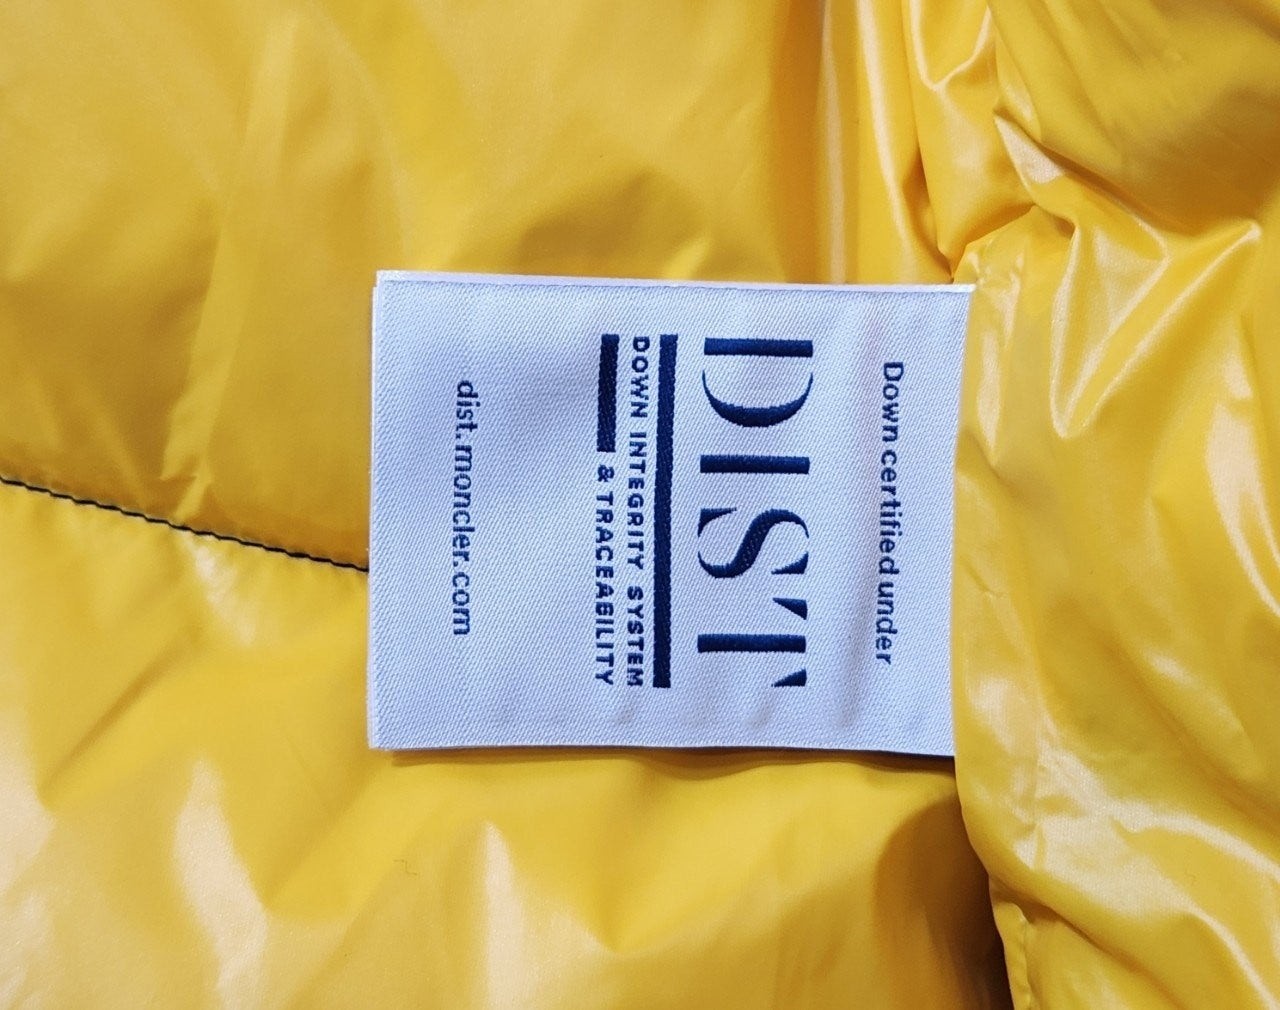 Down certified under
DIST
DOWN INTEGRITY SYSTEM
& TRACEABILITY
dist.moncler.com